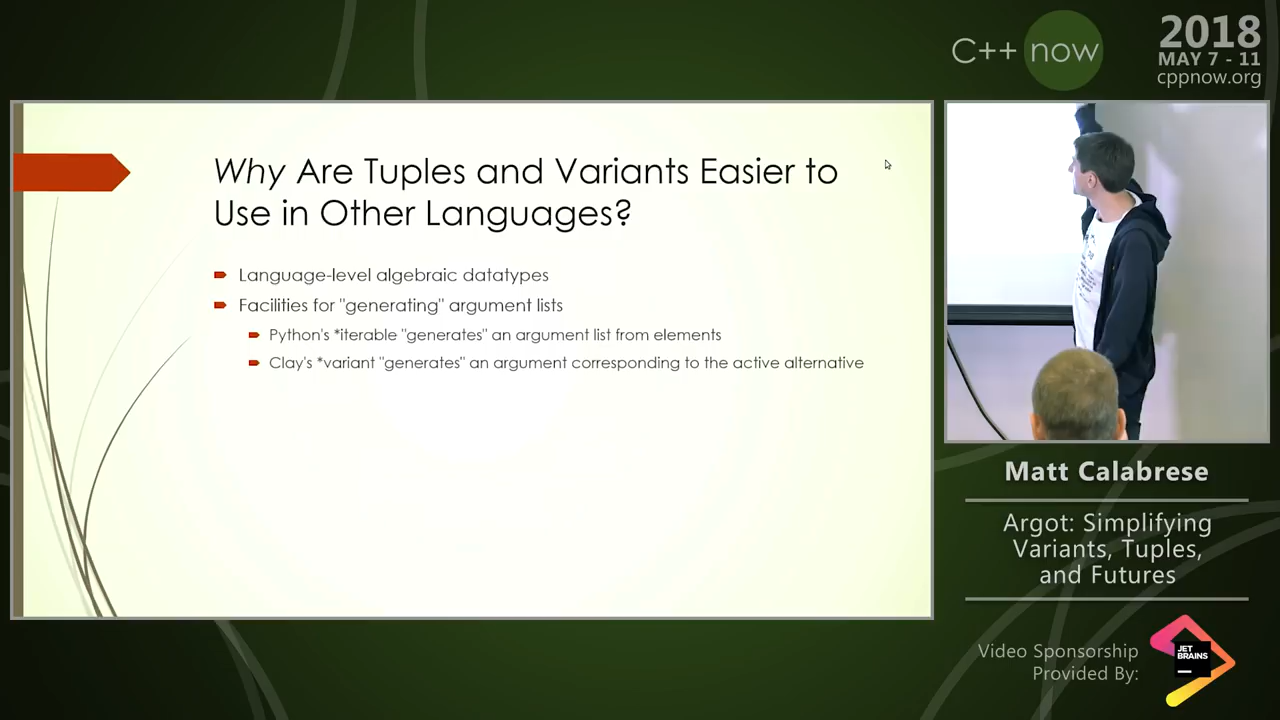 C++ now
2018
MAY 7 - 11
cppnow.org
Why Are Tuples and Variants Easier to
Use in Other Languages?
Language-level algebraic datatypes
Facilities for "generating" argument lists
Python's *iterable "generates" an argument list from elements
Clay's *variant "generates" an argument corresponding to the active alternative
Matt Calabrese
Argot: Simplifying
Variants, Tuples,
and Futures
Video Sponsorship
Provided By:
JET
BRAINS